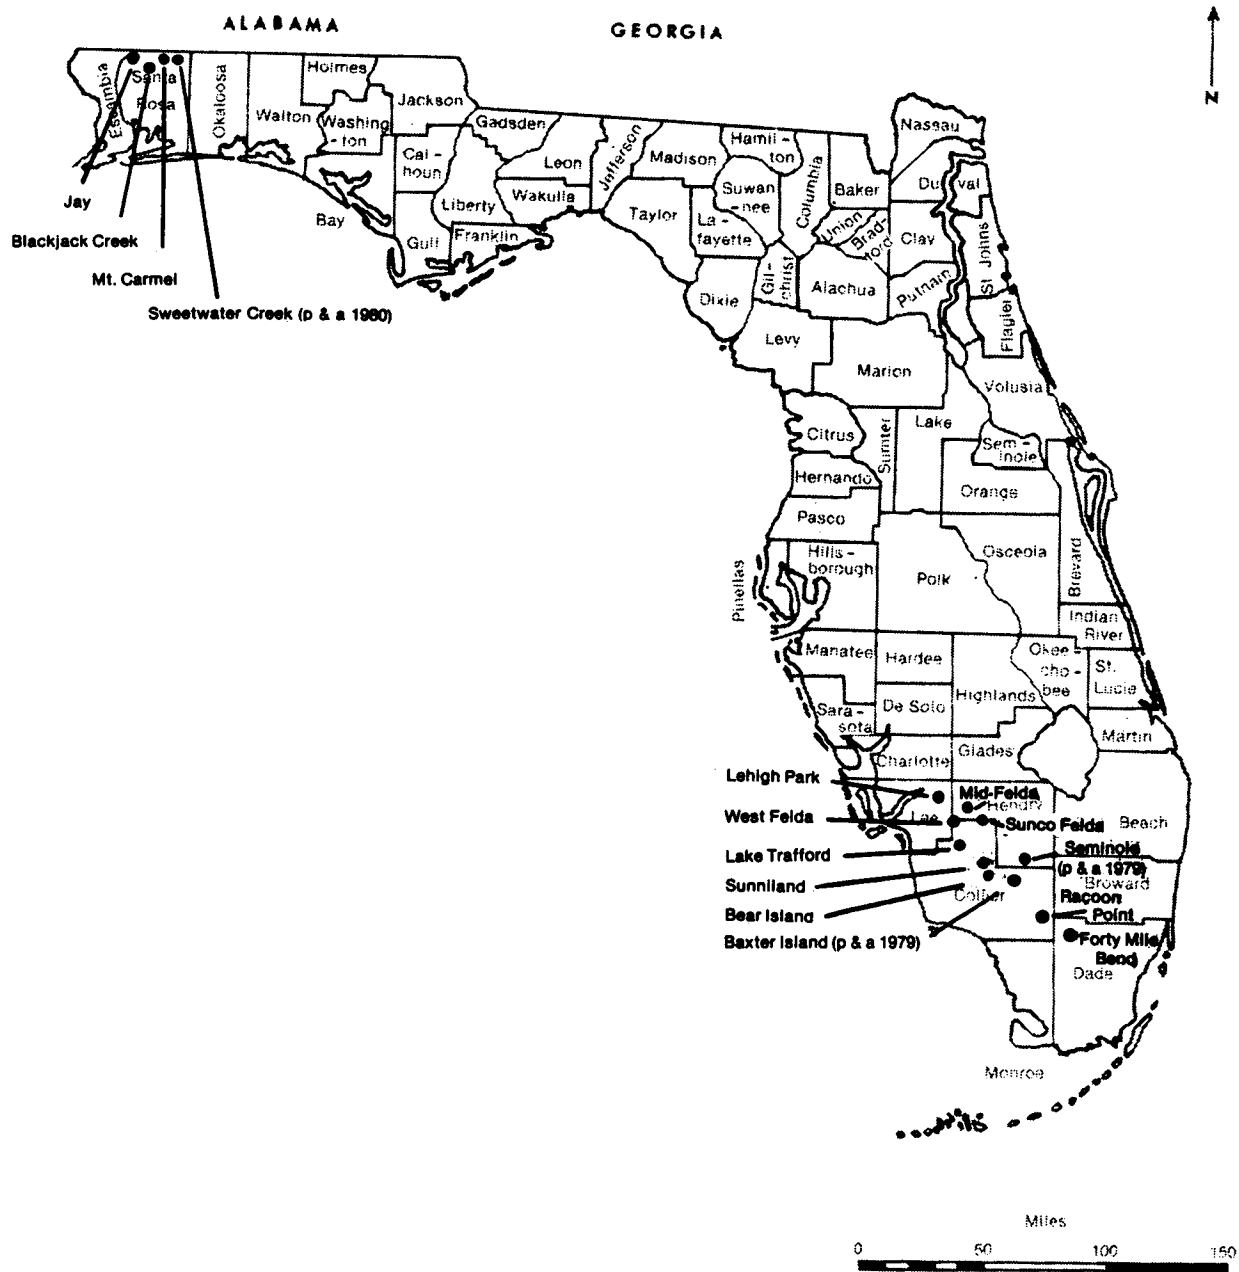 ALABAMA
GEORGIA
N
Escambia
Santa
Rosa
Okaloosa
Walton
Holmes
Washing
-ton
Jackson
Bay
Cal-
houn
Gulf
Liberty
Gadsden
Franklin
Leon
Wakulla
Jefferson
Madison
Taylor
Hamil-
ton
Suwan
-nee
La-
fayette
Dixie
Columbia
Gil-
christ
Baker
Union
Brad-
ford
Alachua
Nassau
Duval
Clay
St Johns
Putnam
Flagler
Levy
Marion
Volusia
Citrus
Sumter
Lake
Sem-
inole
Hernando
Orange
Pasco
Pinellas
Hills-
borough
Polk
Osceola
Brevard
Indian
River
Manatee
Hardee
Highlands
Okee-
cho-
bee
St.
Lucie
Sara-
sota
De Soto
Charlotte
Glades
Martin
Lee
Hendry
Beach
Collier
Broward
Dade
Monroe
Jay
Blackjack Creek
Mt. Carmel
Sweetwater Creek (p & a 1980)
Lehigh Park
Mid-Felda
West Felda
Sunco Felda
Lake Trafford
Seminole
(p & a 1979)
Sunniland
Bear Island
Racoon
Point
Baxter Island (p & a 1979)
Forty Mile
Bend
Miles
0 50 100 150